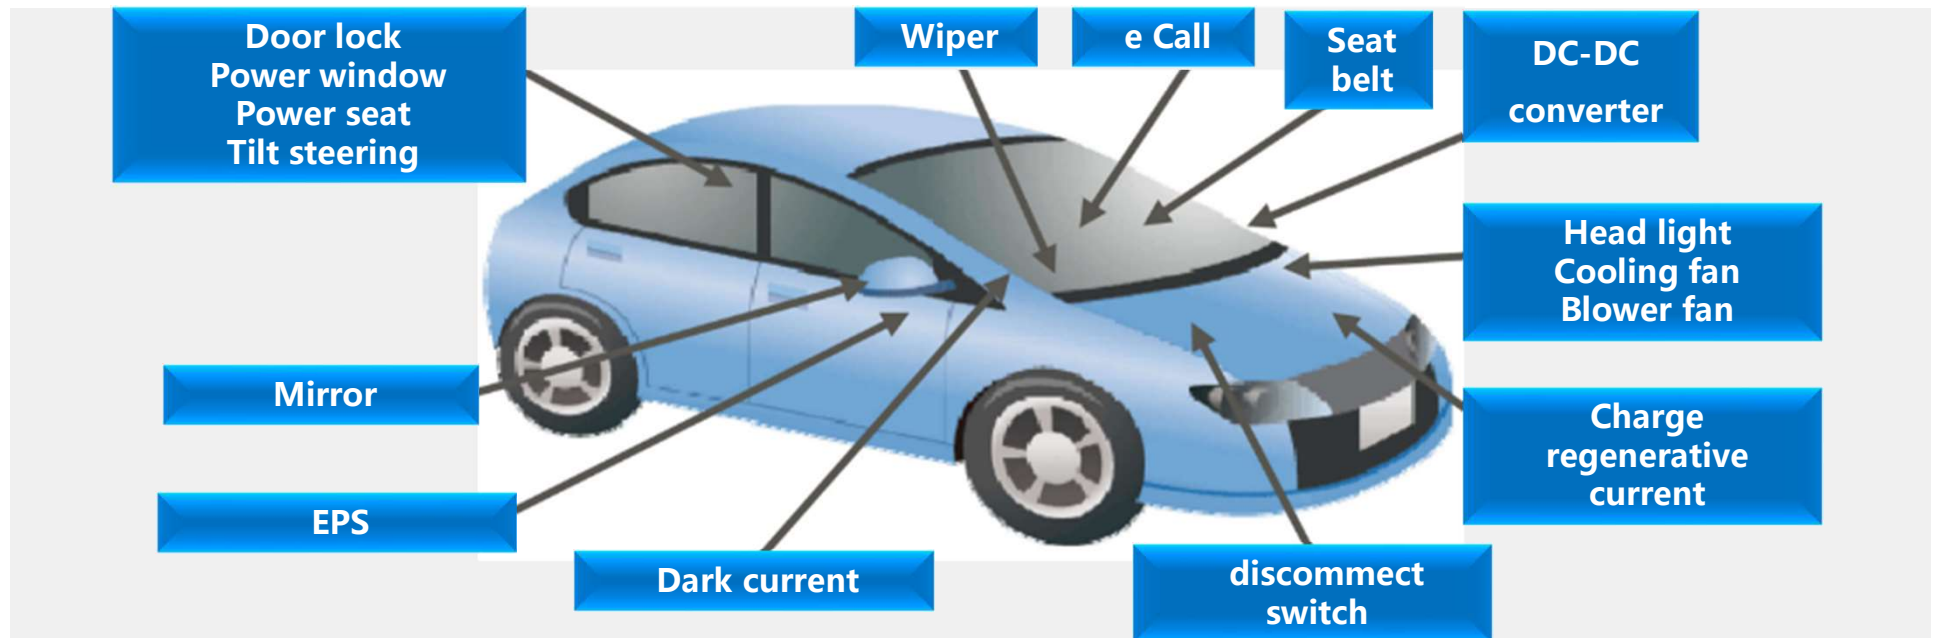 Door lock
Power window
Power seat
Tilt steering
Wiper
e Call
Seat
belt
DC-DC
converter
Head light
Cooling fan
Blower fan
Mirror
Charge
regenerative
current
EPS
Dark current
discommect
switch